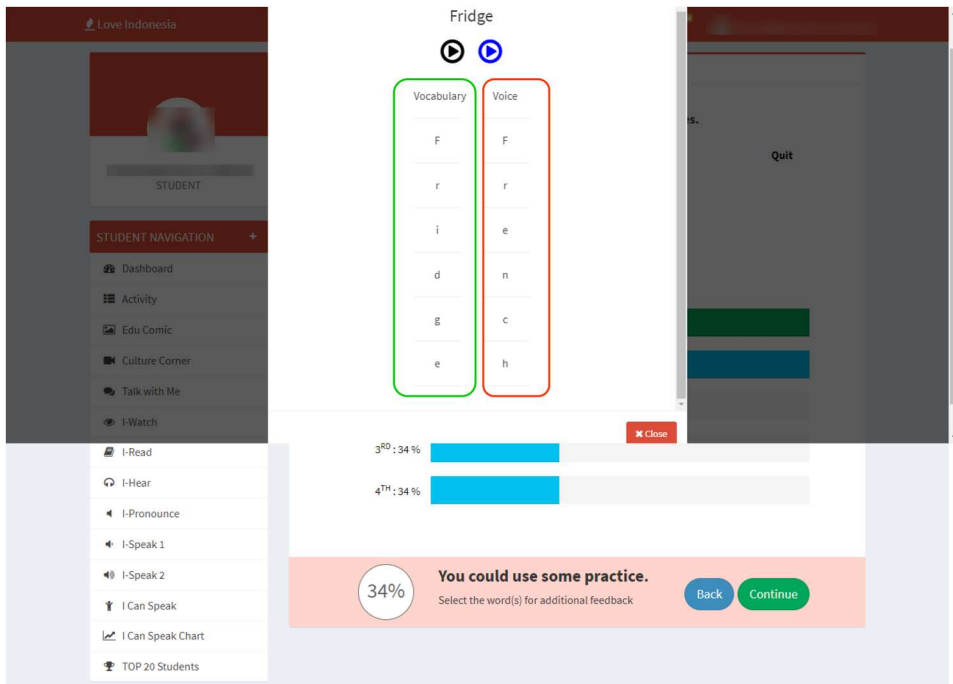 Love Indonesia
STUDENT
STUDENT NAVIGATION +
Dashboard
Activity
Edu Comic
Culture Corner
Talk with Me
I-Watch
I-Read
I-Hear
I-Pronounce
I-Speak 1
I-Speak 2
I Can Speak
I Can Speak Chart
TOP 20 Students
Fridge
Vocabulary Voice
F F
r r
i e
d n
g c
e h
Close
Quit
3RD : 34 %
4TH : 34 %
34%
You could use some practice.
Select the word(s) for additional feedback
Back Continue